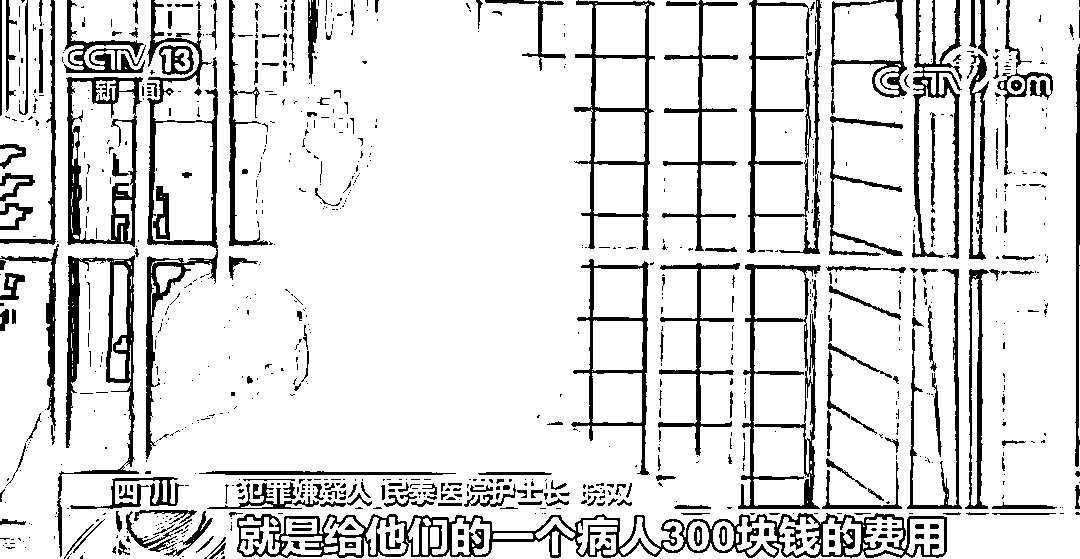 CCTV 13
新闻
CCTV.com
四川
犯罪嫌疑人 民泰医院护士长 晓双
就是给他们的一个病人300块钱的费用